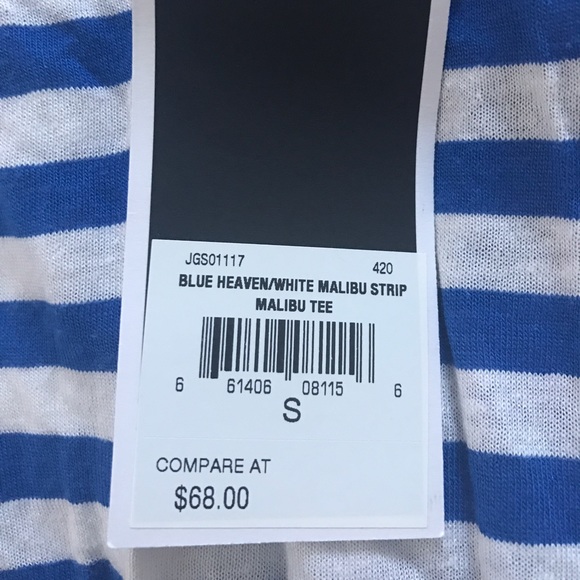 JGS01117 420
BLUE HEAVEN/WHITE MALIBU STRIP
MALIBU TEE
6 61406 08115 6
S
COMPARE AT
$68.00